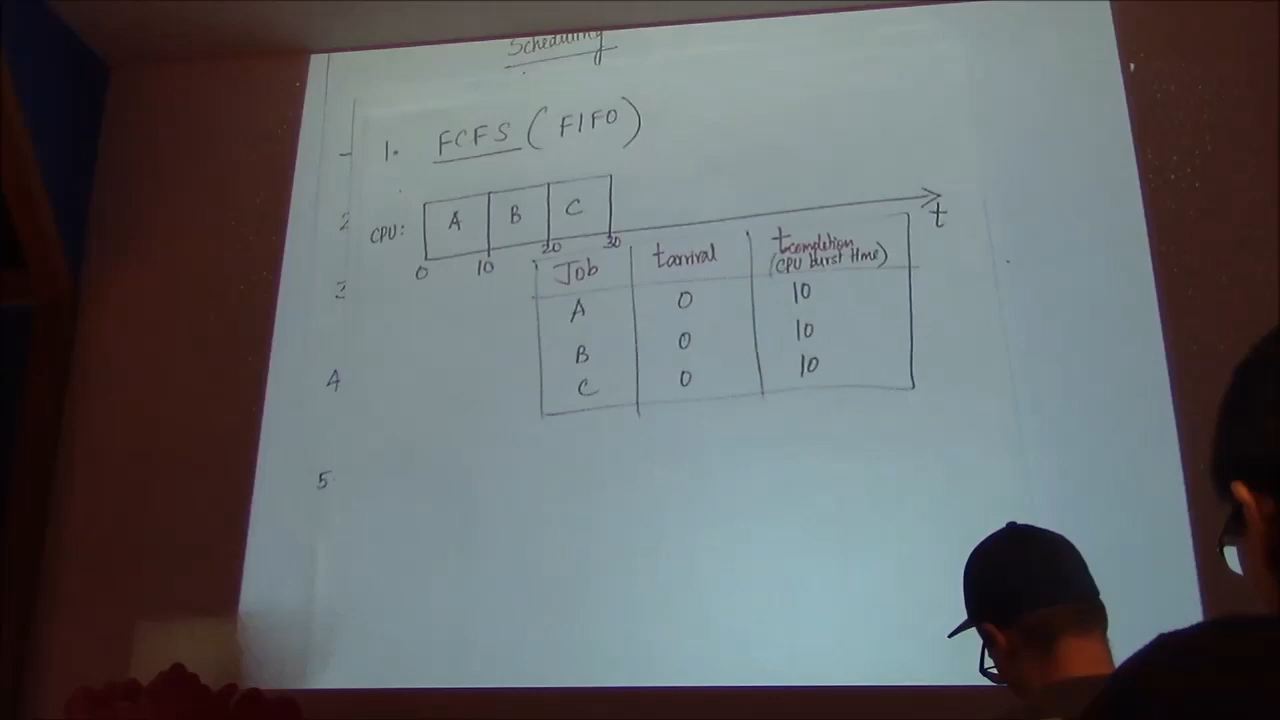 Scheduling
1. FCFS (FIFO)
CPU: A B C
0 10 20 30 t
Job tarrival tcompletion
(CPU burst time)
A 0 10
B 0 10
C 0 10
2
3
4
5